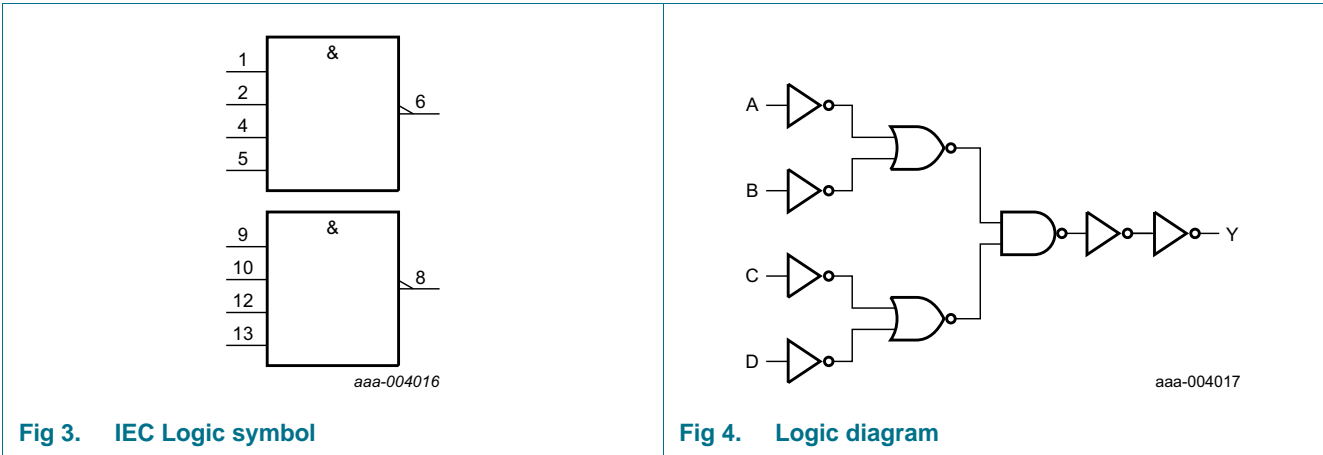 &
1
2
4
5
6
&
9
10
12
13
8
aaa-004016
Fig 3. IEC Logic symbol
A
B
C
D
Y
aaa-004017
Fig 4. Logic diagram